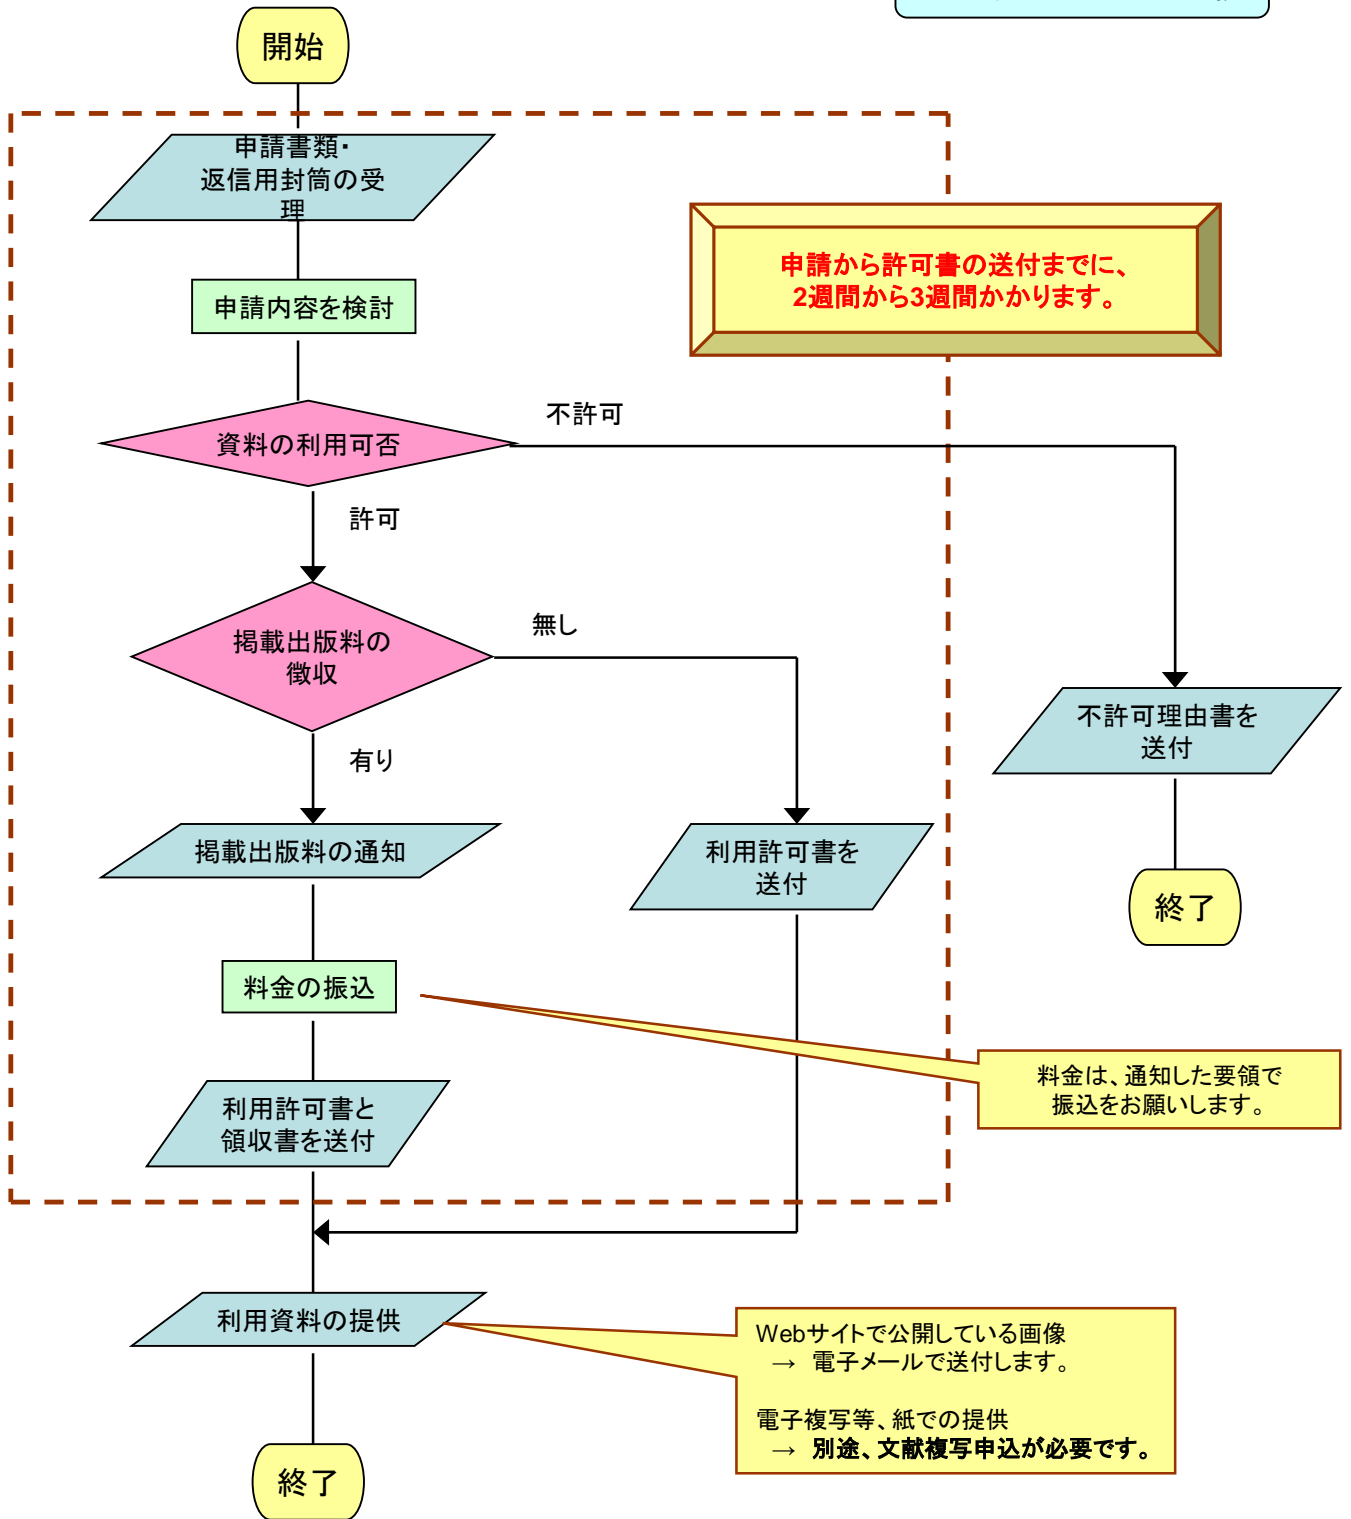 開始
申請書類・
返信用封筒の受
理
申請から許可書の送付までに、
2週間から3週間かかります。
申請内容を検討
不許可
資料の利用可否
許可
無し
掲載出版料の
徴収
不許可理由書を
送付
有り
掲載出版料の通知
利用許可書を
送付
終了
料金の振込
料金は、通知した要領で
振込をお願いします。
利用許可書と
領収書を送付
利用資料の提供
Webサイトで公開している画像
→ 電子メールで送付します。
電子複写等、紙での提供
→ 別途、文献複写申込が必要です。
終了